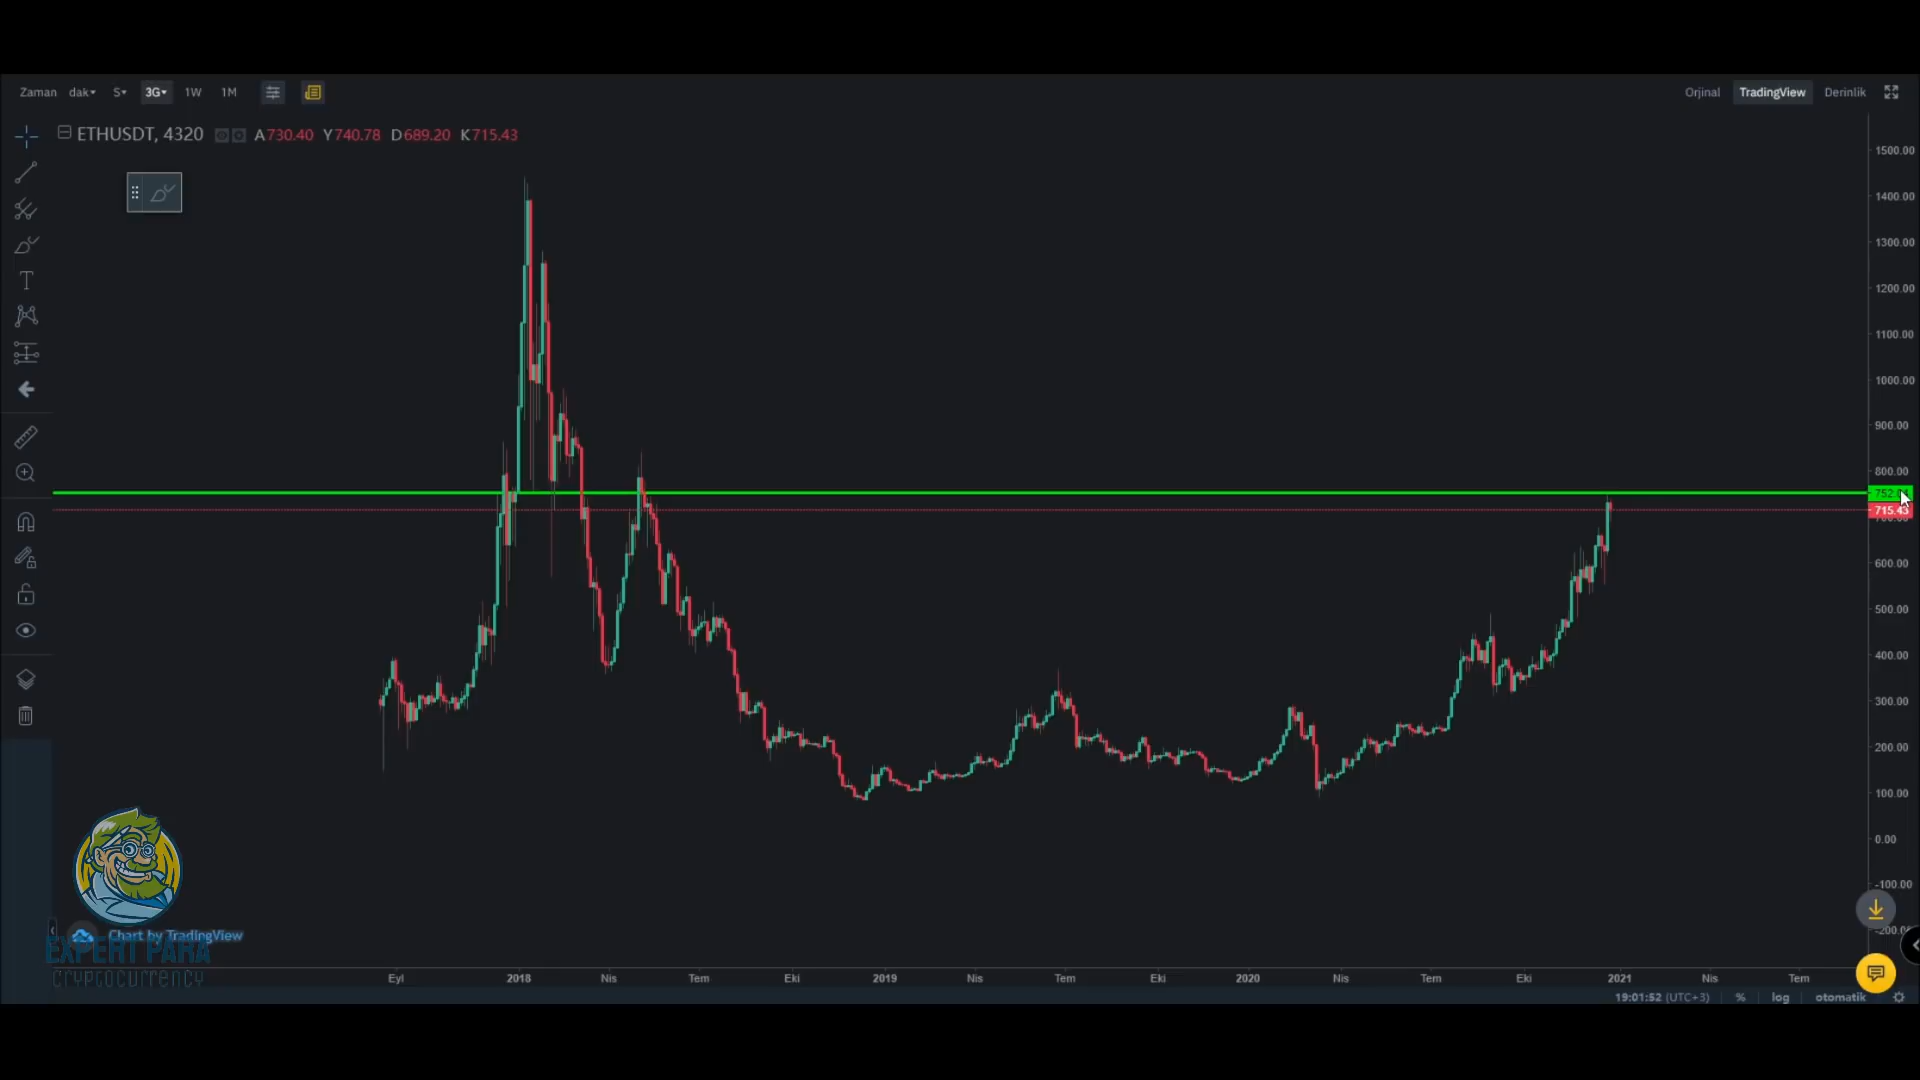 Zaman dak S 3G 1W 1M
Orjinal TradingView Derinlik
ETHUSDT, 4320 A730.40 Y740.78 D689.20 K715.43
1500.00
1400.00
1300.00
1200.00
1100.00
1000.00
900.00
800.00
715.43
600.00
500.00
400.00
300.00
200.00
100.00
0.00
-100.00
Chart by TradingView
EXPERT PARA
CRYPTOCURRENCY
Eyl 2018 Nis Tem Eki 2019 Nis Tem Eki 2020 Nis Tem Eki 2021 Nis Tem
19:01:52 (UTC+3) % log otomatik